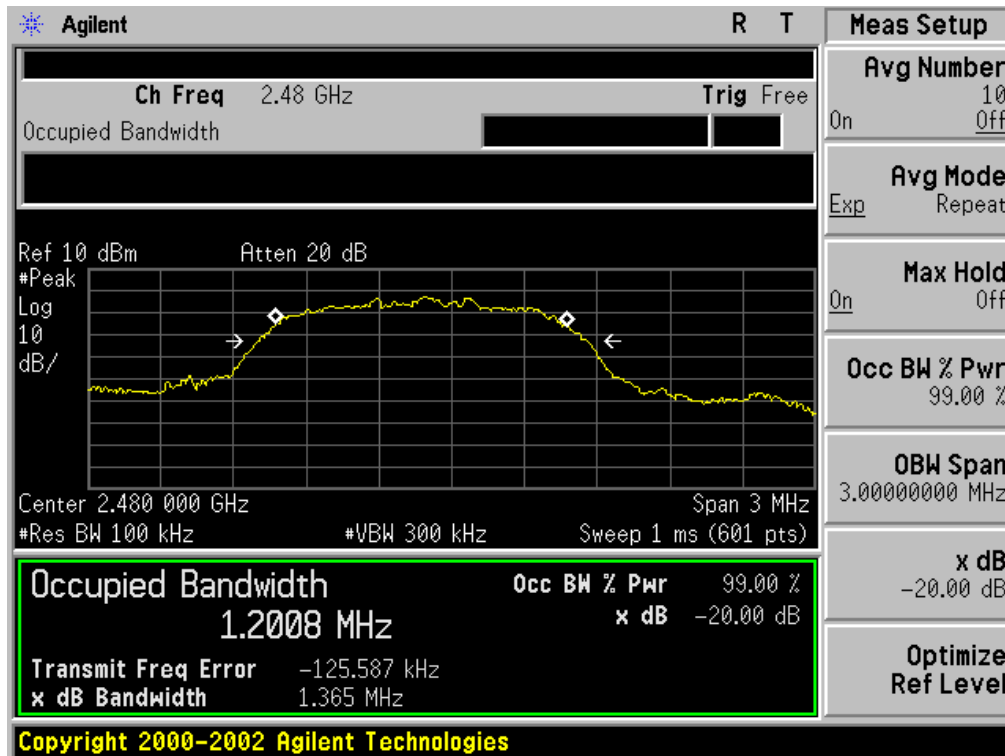 Agilent R T
Ch Freq 2.48 GHz Trig Free
Occupied Bandwidth
Ref 10 dBm Atten 20 dB
#Peak
Log
10
dB/
Center 2.480 000 GHz Span 3 MHz
#Res BW 100 kHz #VBW 300 kHz Sweep 1 ms (601 pts)
Occupied Bandwidth
1.2008 MHz
Occ BW % Pwr 99.00 %
x dB -20.00 dB
Transmit Freq Error -125.587 kHz
x dB Bandwidth 1.365 MHz
Copyright 2000-2002 Agilent Technologies
Meas Setup
Avg Number
10
On Off
Avg Mode
Exp Repeat
Max Hold
On Off
Occ BW % Pwr
99.00 %
OBW Span
3.00000000 MHz
x dB
-20.00 dB
Optimize
Ref Level